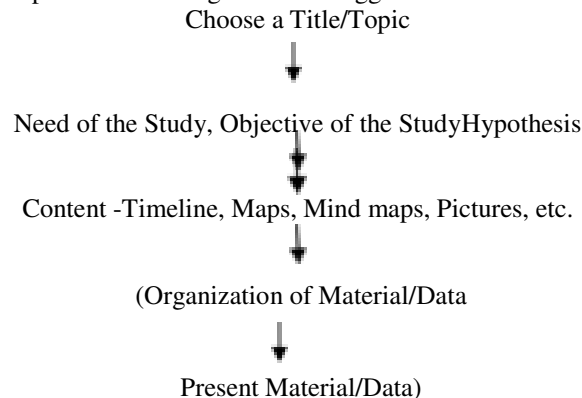 Choose a Title/Topic
Need of the Study, Objective of the StudyHypothesis
Content -Timeline, Maps, Mind maps, Pictures, etc.
(Organization of Material/Data
Present Material/Data)